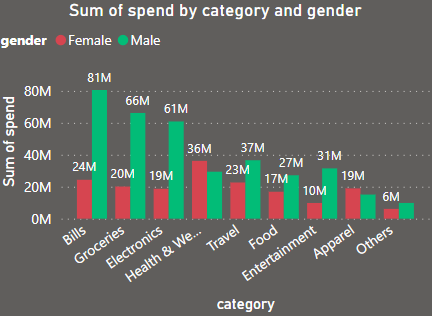 Sum of spend by category and gender
gender Female Male
Sum of spend
80M
60M
40M
20M
0M
24M 81M
20M 66M
19M 61M
36M
23M 37M
17M 27M
10M 31M
19M
6M
Bills
Groceries
Electronics
Health & We...
Travel
Food
Entertainment
Apparel
Others
category